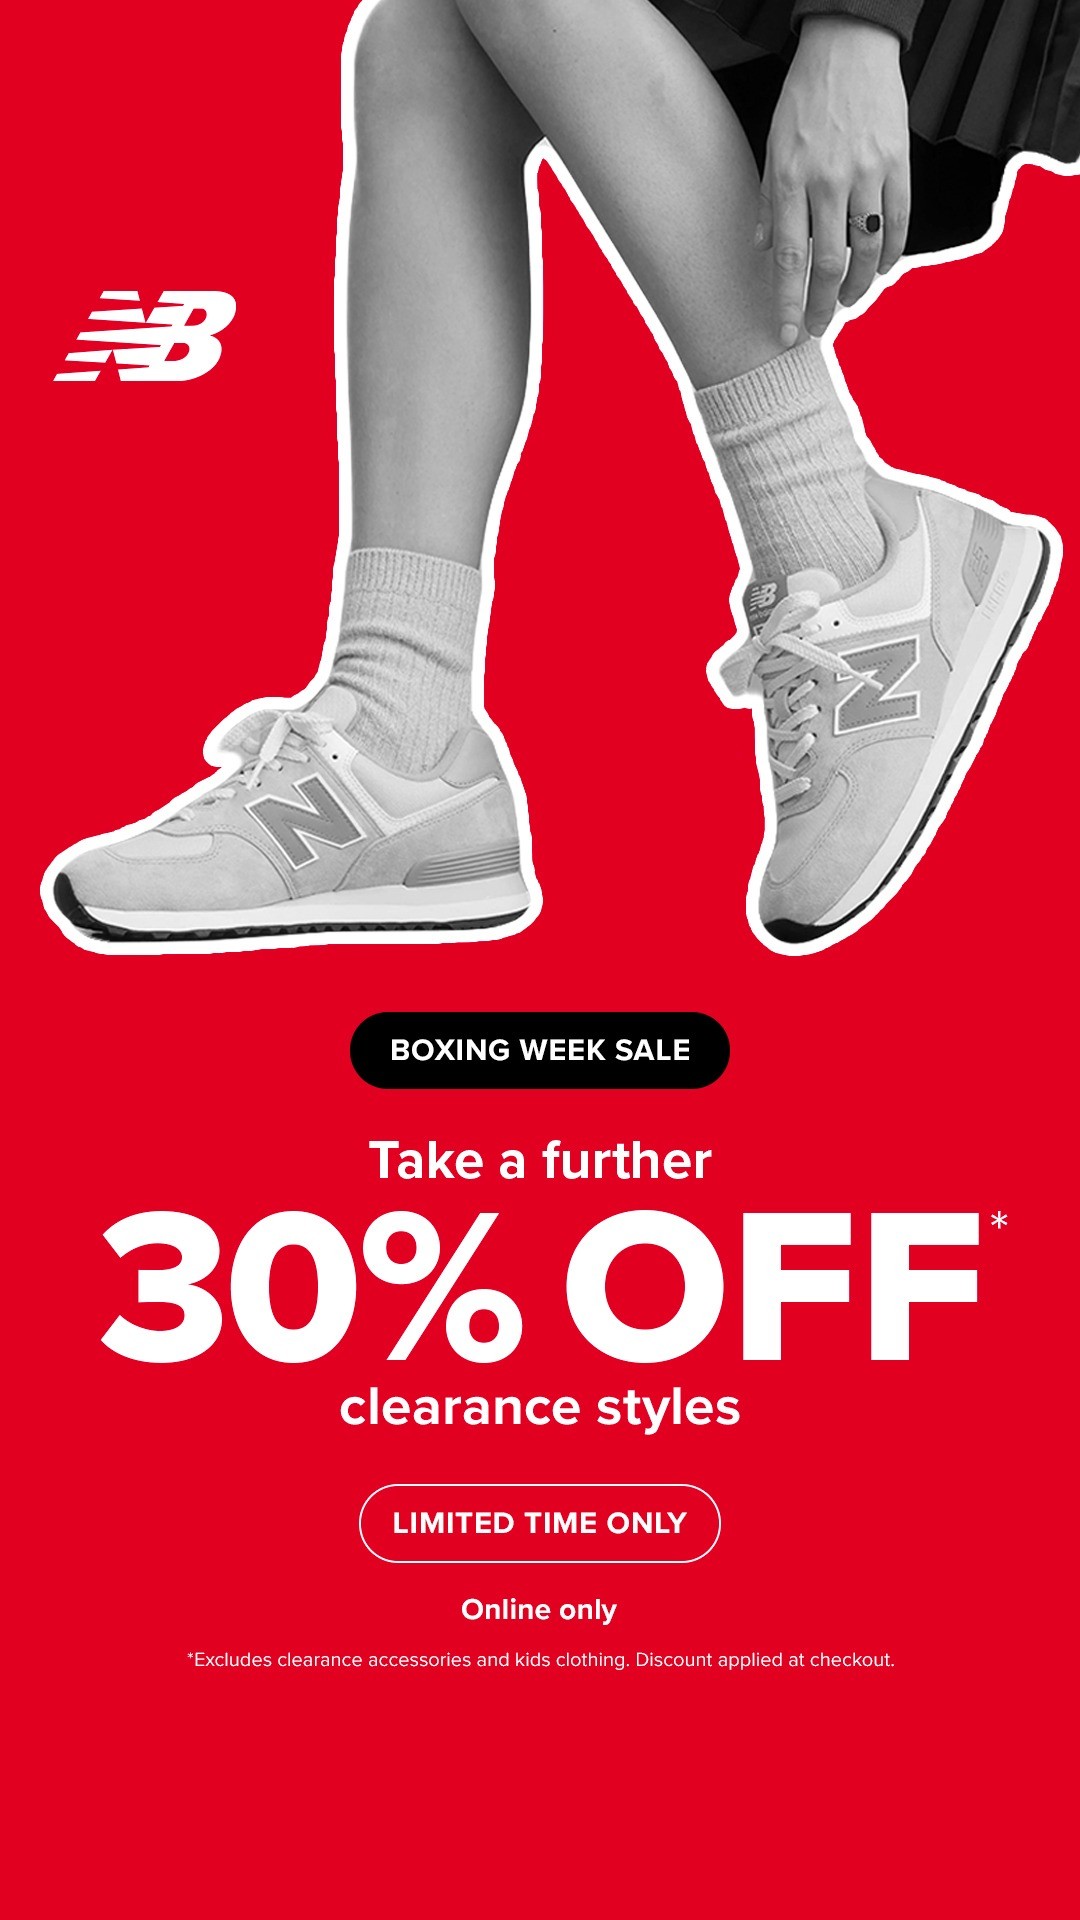 NB
N
N
BOXING WEEK SALE
Take a further
30% OFF*
clearance styles
LIMITED TIME ONLY
Online only
*Excludes clearance accessories and kids clothing. Discount applied at checkout.